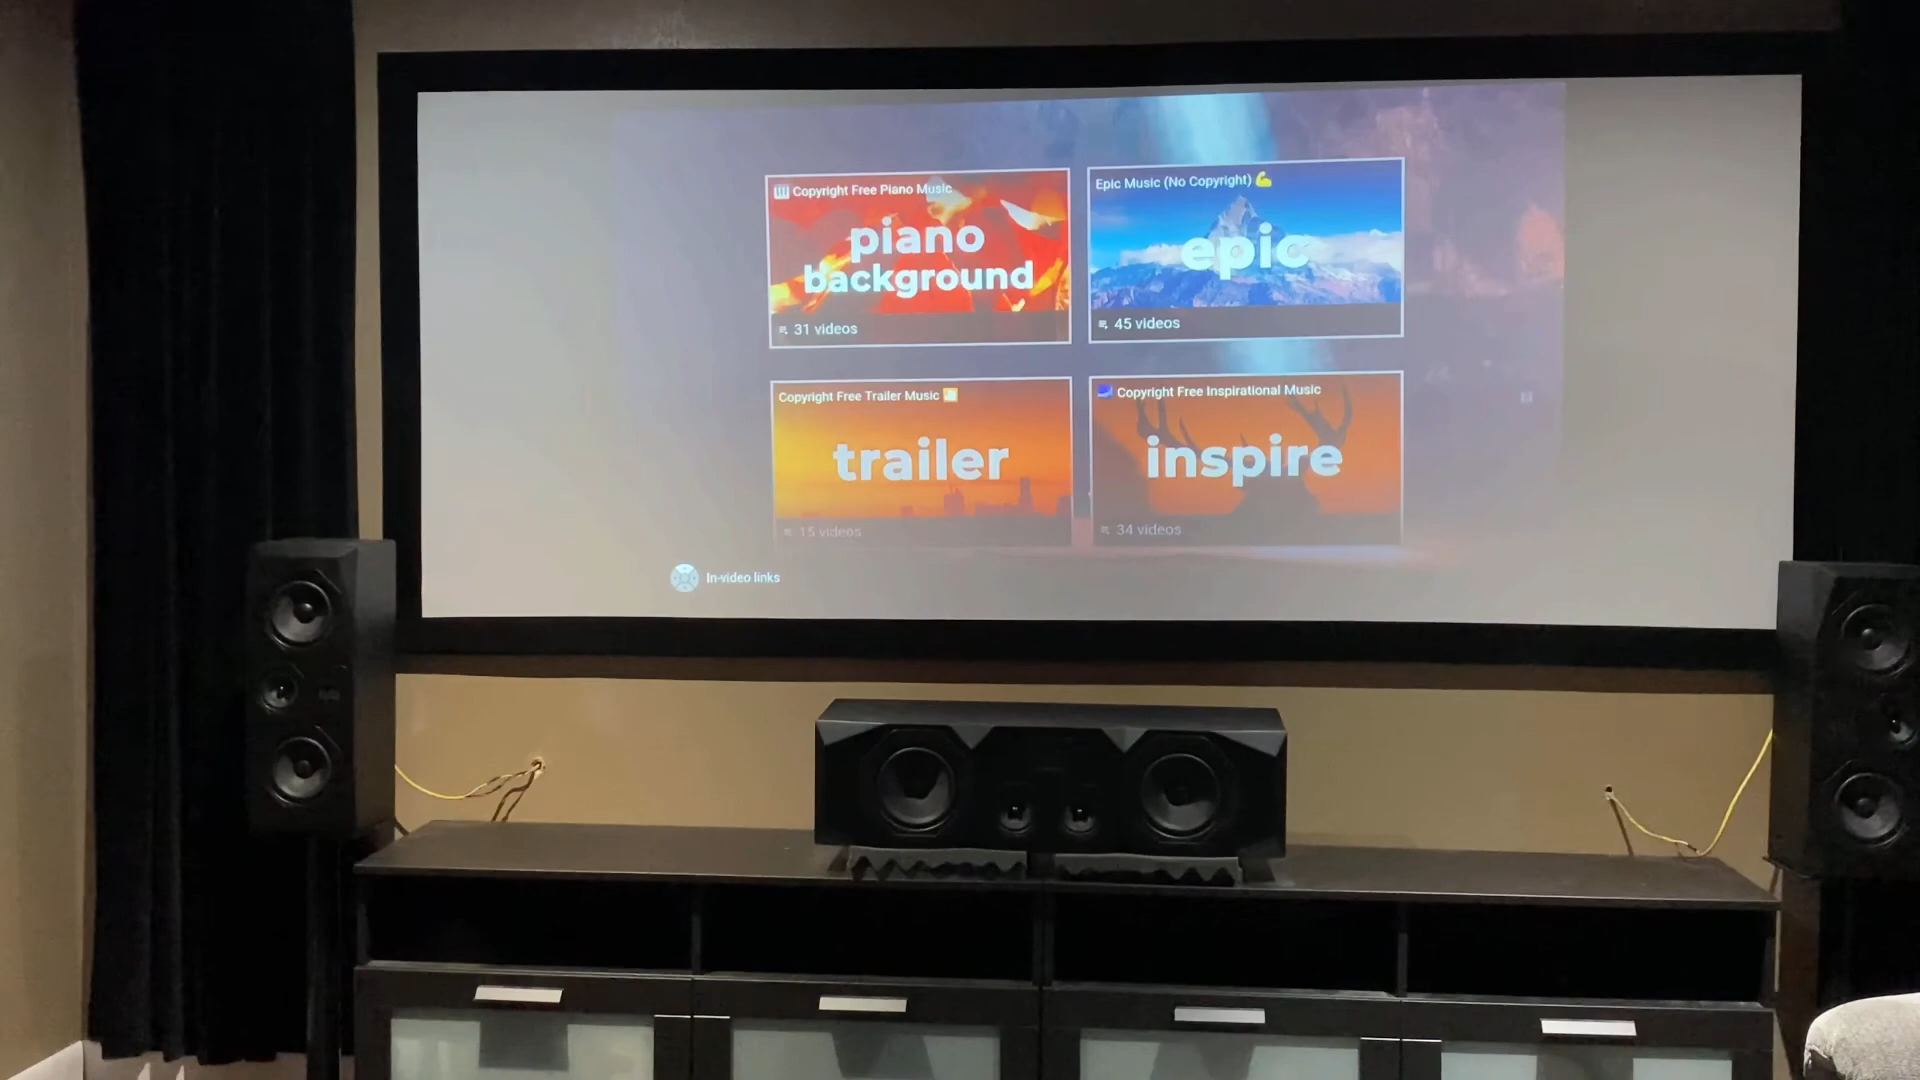 Copyright Free Piano Music
piano
background
31 videos
Epic Music (No Copyright) 💪
epic
45 videos
Copyright Free Trailer Music
trailer
15 videos
Copyright Free Inspirational Music
inspire
34 videos
In-video links